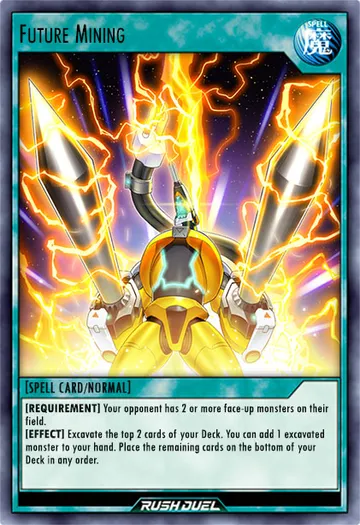 FUTURE MINING
SPELL
魔
[SPELL CARD/NORMAL]
[REQUIREMENT] Your opponent has 2 or more face-up monsters on their
field.
[EFFECT] Excavate the top 2 cards of your Deck. You can add 1 excavated
monster to your hand. Place the remaining cards on the bottom of your
Deck in any order.
RUSH DUEL